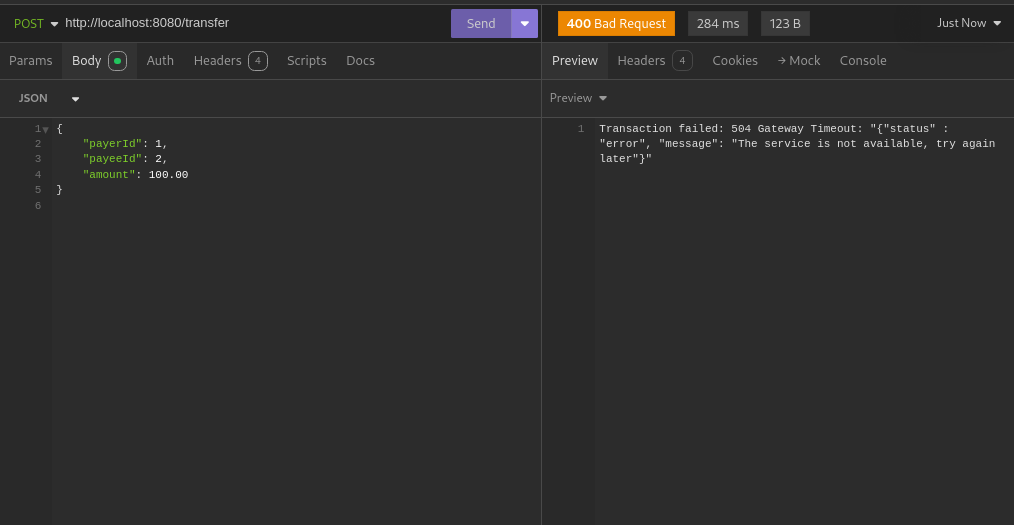 POST http://localhost:8080/transfer Send 400 Bad Request 284 ms 123 B Just Now
Params Body Auth Headers 4 Scripts Docs Preview Headers 4 Cookies → Mock Console
JSON Preview
1 {
2 "payerId": 1,
3 "payeeId": 2,
4 "amount": 100.00
5 }
6
1 Transaction failed: 504 Gateway Timeout: "{"status" :
"error", "message": "The service is not available, try again
later"}"